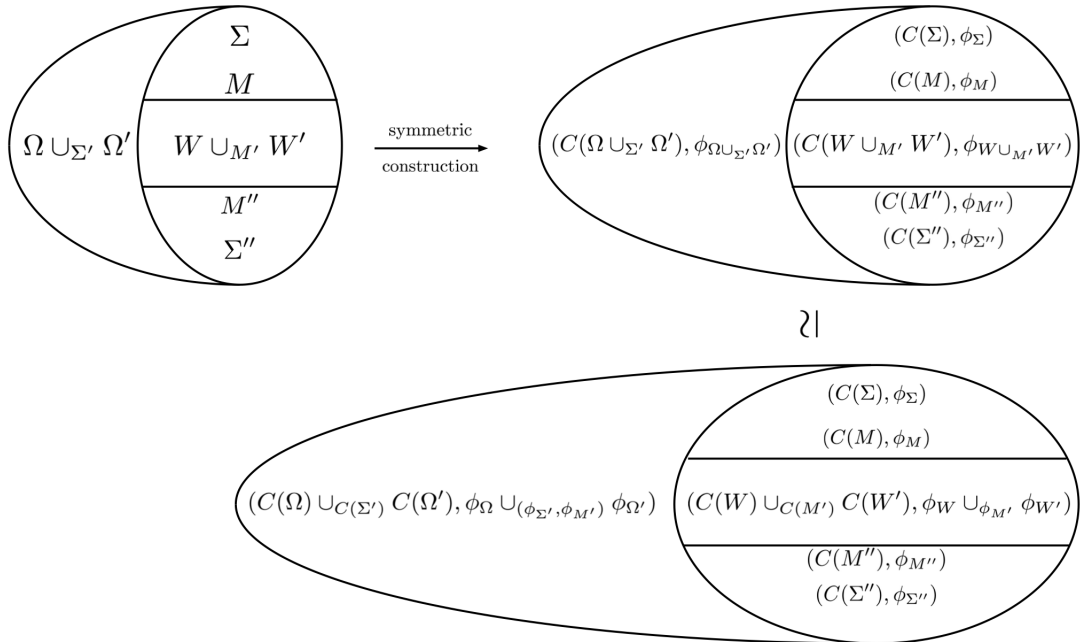 Σ
M
Ω ∪_{Σ′} Ω′
W ∪_{M′} W′
M″
Σ″
symmetric
construction
(C(Σ), ϕ_Σ)
(C(M), ϕ_M)
(C(Ω ∪_{Σ′} Ω′), ϕ_{Ω∪_{Σ′}Ω′})
(C(W ∪_{M′} W′), ϕ_{W∪_{M′}W′})
(C(M″), ϕ_{M″})
(C(Σ″), ϕ_{Σ″})
≃
(C(Σ), ϕ_Σ)
(C(M), ϕ_M)
(C(Ω) ∪_{C(Σ′)} C(Ω′), ϕ_Ω ∪_{(ϕ_{Σ′},ϕ_{M′})} ϕ_{Ω′})
(C(W) ∪_{C(M′)} C(W′), ϕ_W ∪_{ϕ_{M′}} ϕ_{W′})
(C(M″), ϕ_{M″})
(C(Σ″), ϕ_{Σ″})